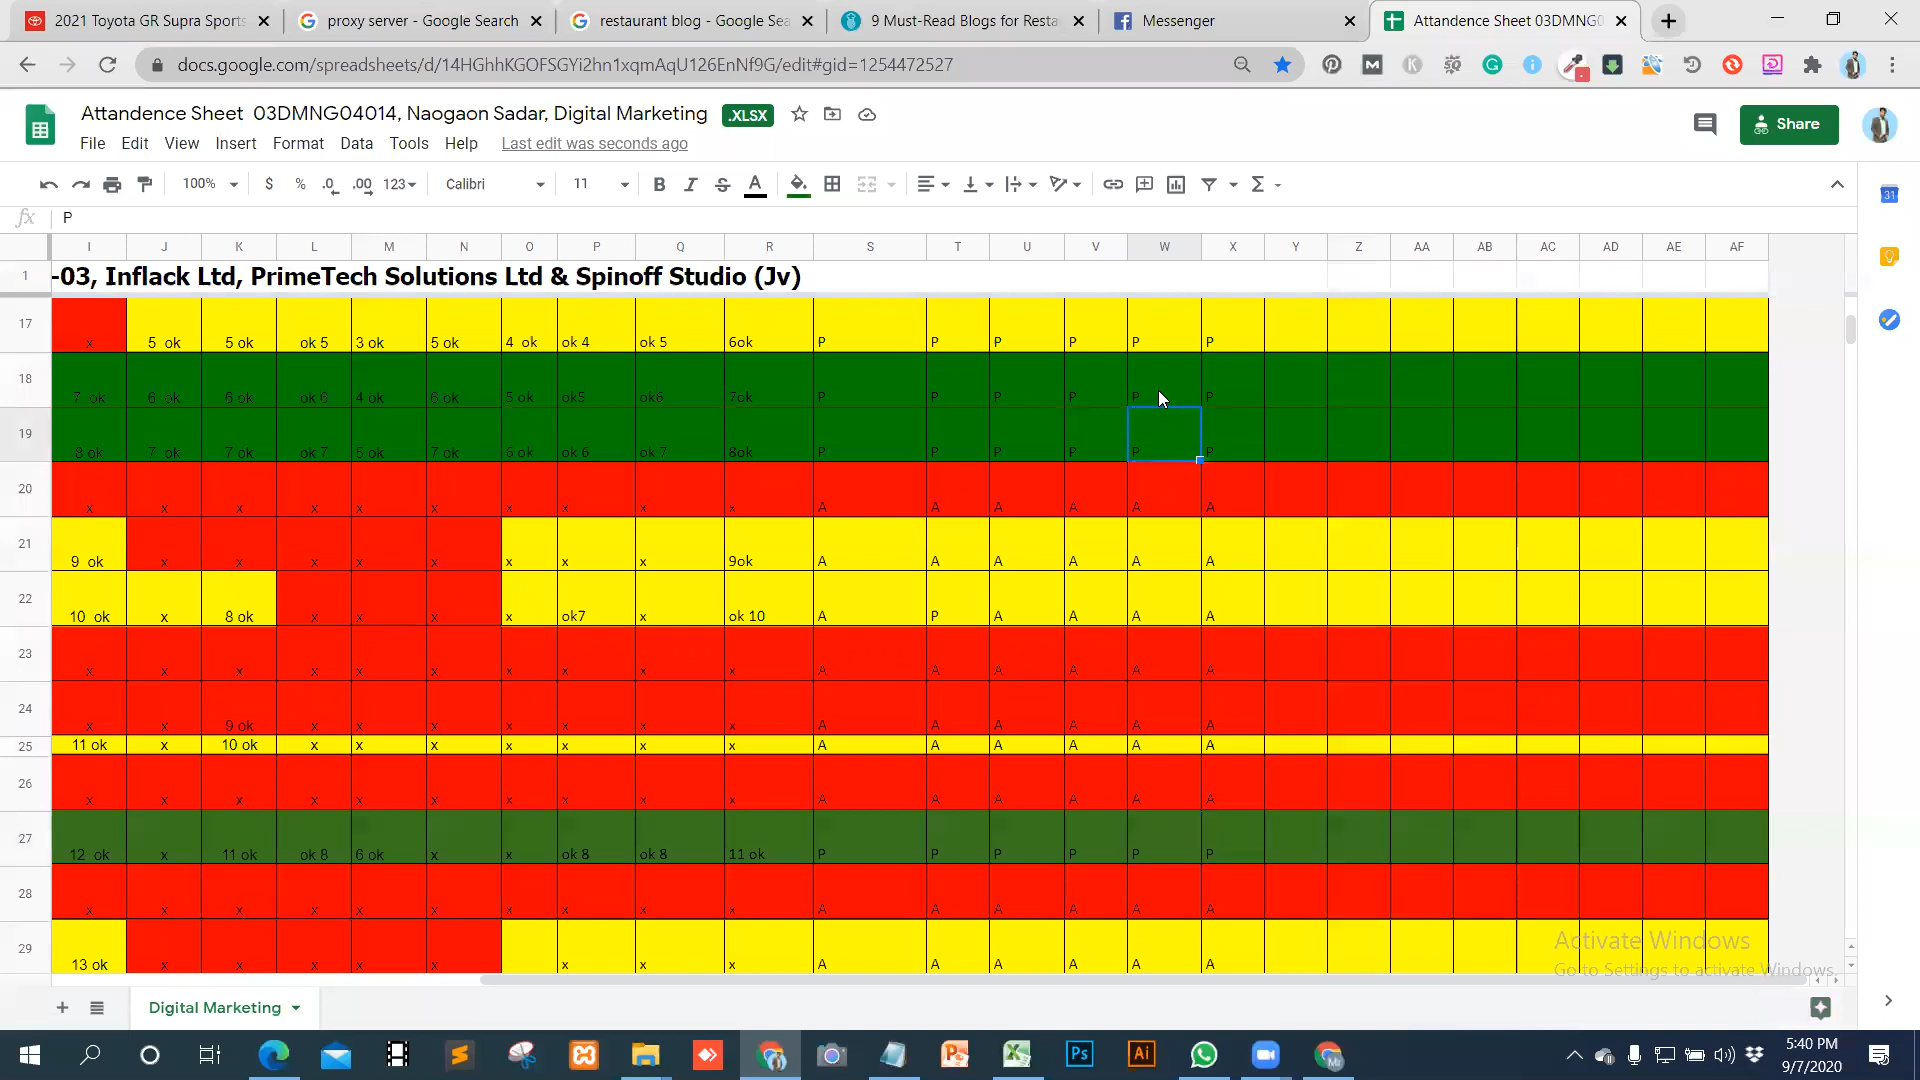 2021 Toyota GR Supra Sports
proxy server - Google Search
restaurant blog - Google Sea
9 Must-Read Blogs for Resta
Messenger
Attandence Sheet 03DMNG0
docs.google.com/spreadsheets/d/14HGhhKGOFSGYi2hn1xqmAqU126EnNf9G/edit#gid=1254472527
Attandence Sheet 03DMNG04014, Naogaon Sadar, Digital Marketing
.XLSX
Share
File Edit View Insert Format Data Tools Help Last edit was seconds ago
100% $ % .0 .00 123 Calibri 11 B I S A Σ
fx P
I J K L M N O P Q R S T U V W X Y Z AA AB AC AD AE AF
1 -03, Inflack Ltd, PrimeTech Solutions Ltd & Spinoff Studio (Jv)
17 x 5 ok 5 ok ok 5 3 ok 5 ok 4 ok ok 4 ok 5 6ok P P P P P P
18 7 ok 6 ok 6 ok ok 6 4 ok 6 ok 5 ok ok5 ok6 7ok P P P P P P
19 8 ok 7 ok 7 ok ok 7 5 ok 7 ok 6 ok ok 6 ok 7 8ok P P P P P P
20 x x x x x x x x x x A A A A A A
21 9 ok x x x x x x x x 9ok A A A A A A
22 10 ok x 8 ok x x x x ok7 x ok 10 A P A A A A
23 x x x x x x x x x x A A A A A A
24 x x 9 ok x x x x x x x A A A A A A
25 11 ok x 10 ok x x x x x x x A A A A A A
26 x x x x x x x x x x A A A A A A
27 12 ok x 11 ok ok 8 6 ok x x ok 8 ok 8 11 ok P P P P P P
28 x x x x x x x x x x A A A A A A
29 13 ok x x x x x x x x A A A A A A
Activate Windows
Go to Settings to activate Windows.
Digital Marketing
31
Ps
Ai
5:40 PM
9/7/2020